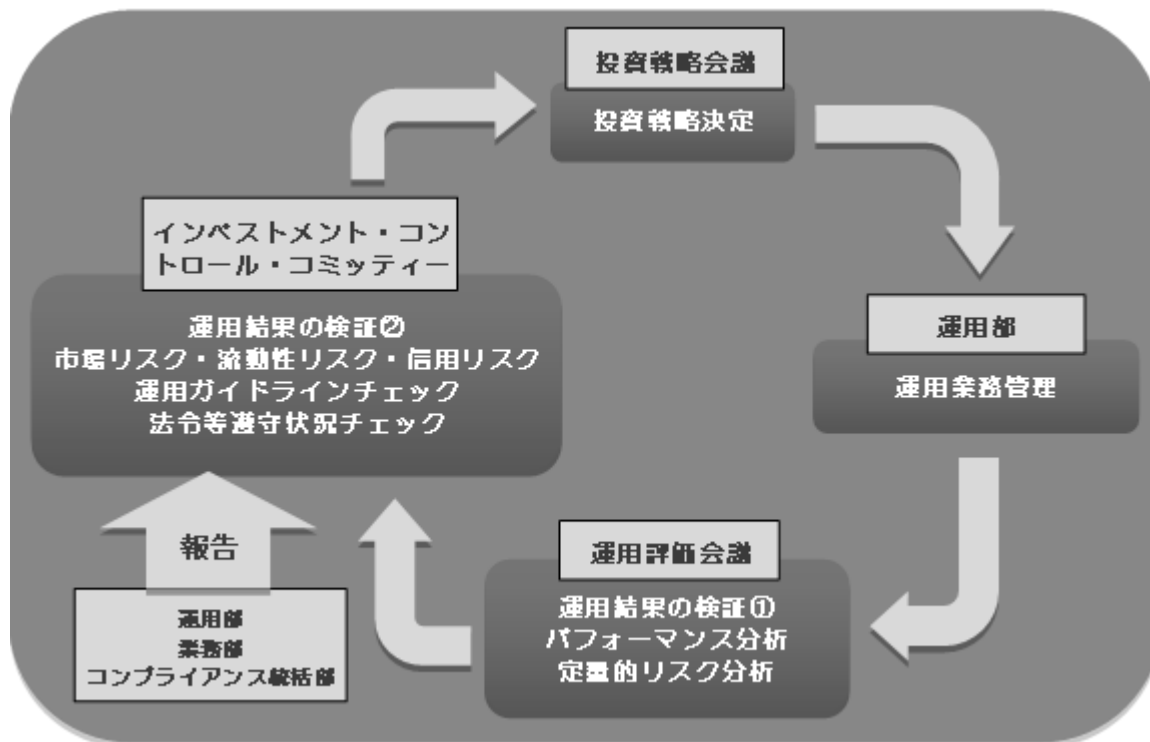 投資戦略会議
投資戦略決定
インベストメント・コン
トロール・コミッティー
運用結果の検証②
市場リスク・流動性リスク・信用リスク
運用ガイドラインチェック
法令等遵守状況チェック
運用部
運用業務管理
報告
運用部
業務部
コンプライアンス統括部
運用評価会議
運用結果の検証①
パフォーマンス分析
定量的リスク分析